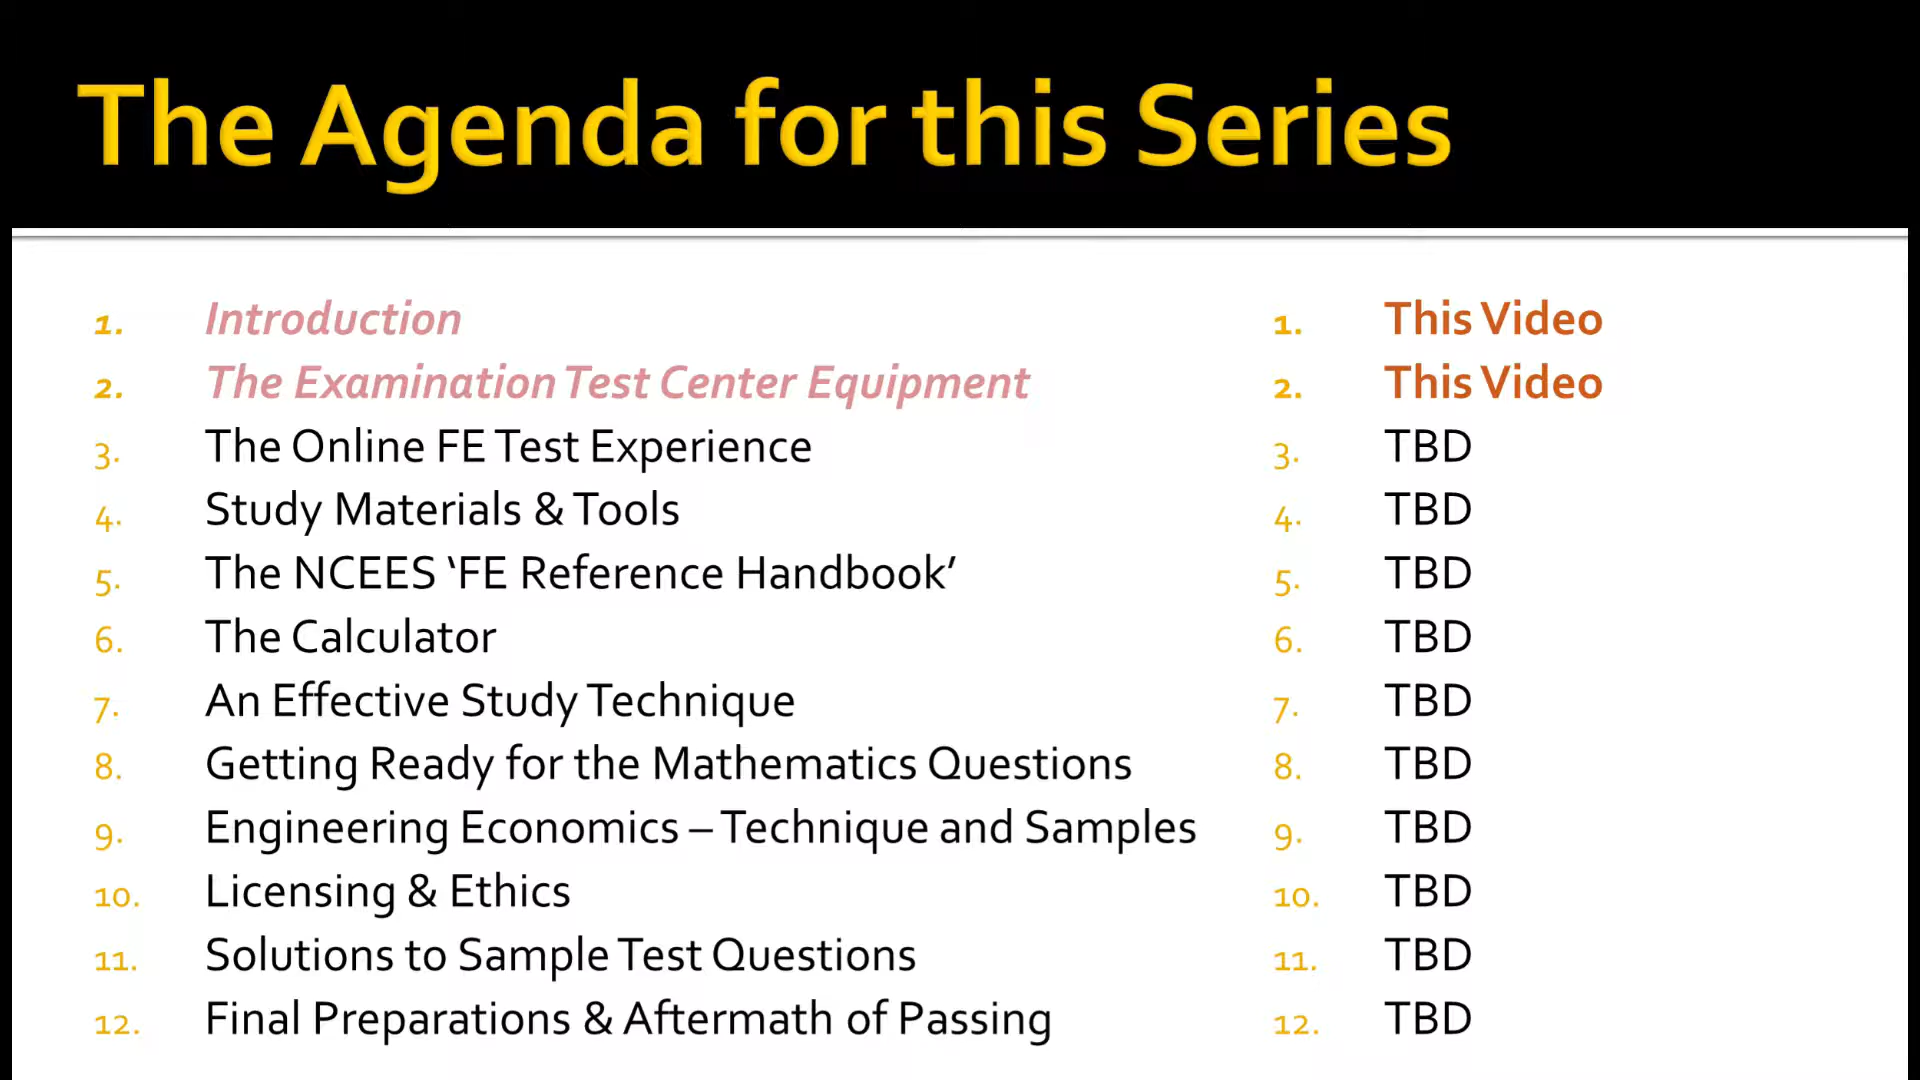 The Agenda for this Series
1. Introduction 1. This Video
2. The Examination Test Center Equipment 2. This Video
3. The Online FE Test Experience 3. TBD
4. Study Materials & Tools 4. TBD
5. The NCEES ‘FE Reference Handbook’ 5. TBD
6. The Calculator 6. TBD
7. An Effective Study Technique 7. TBD
8. Getting Ready for the Mathematics Questions 8. TBD
9. Engineering Economics – Technique and Samples 9. TBD
10. Licensing & Ethics 10. TBD
11. Solutions to Sample Test Questions 11. TBD
12. Final Preparations & Aftermath of Passing 12. TBD